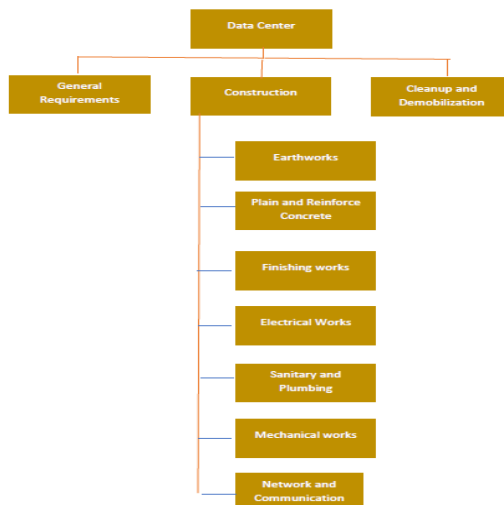 Data Center
General
Requirements
Construction
Cleanup and
Demobilization
Earthworks
Plain and Reinforce
Concrete
Finishing works
Electrical Works
Sanitary and
Plumbing
Mechanical works
Network and
Communication